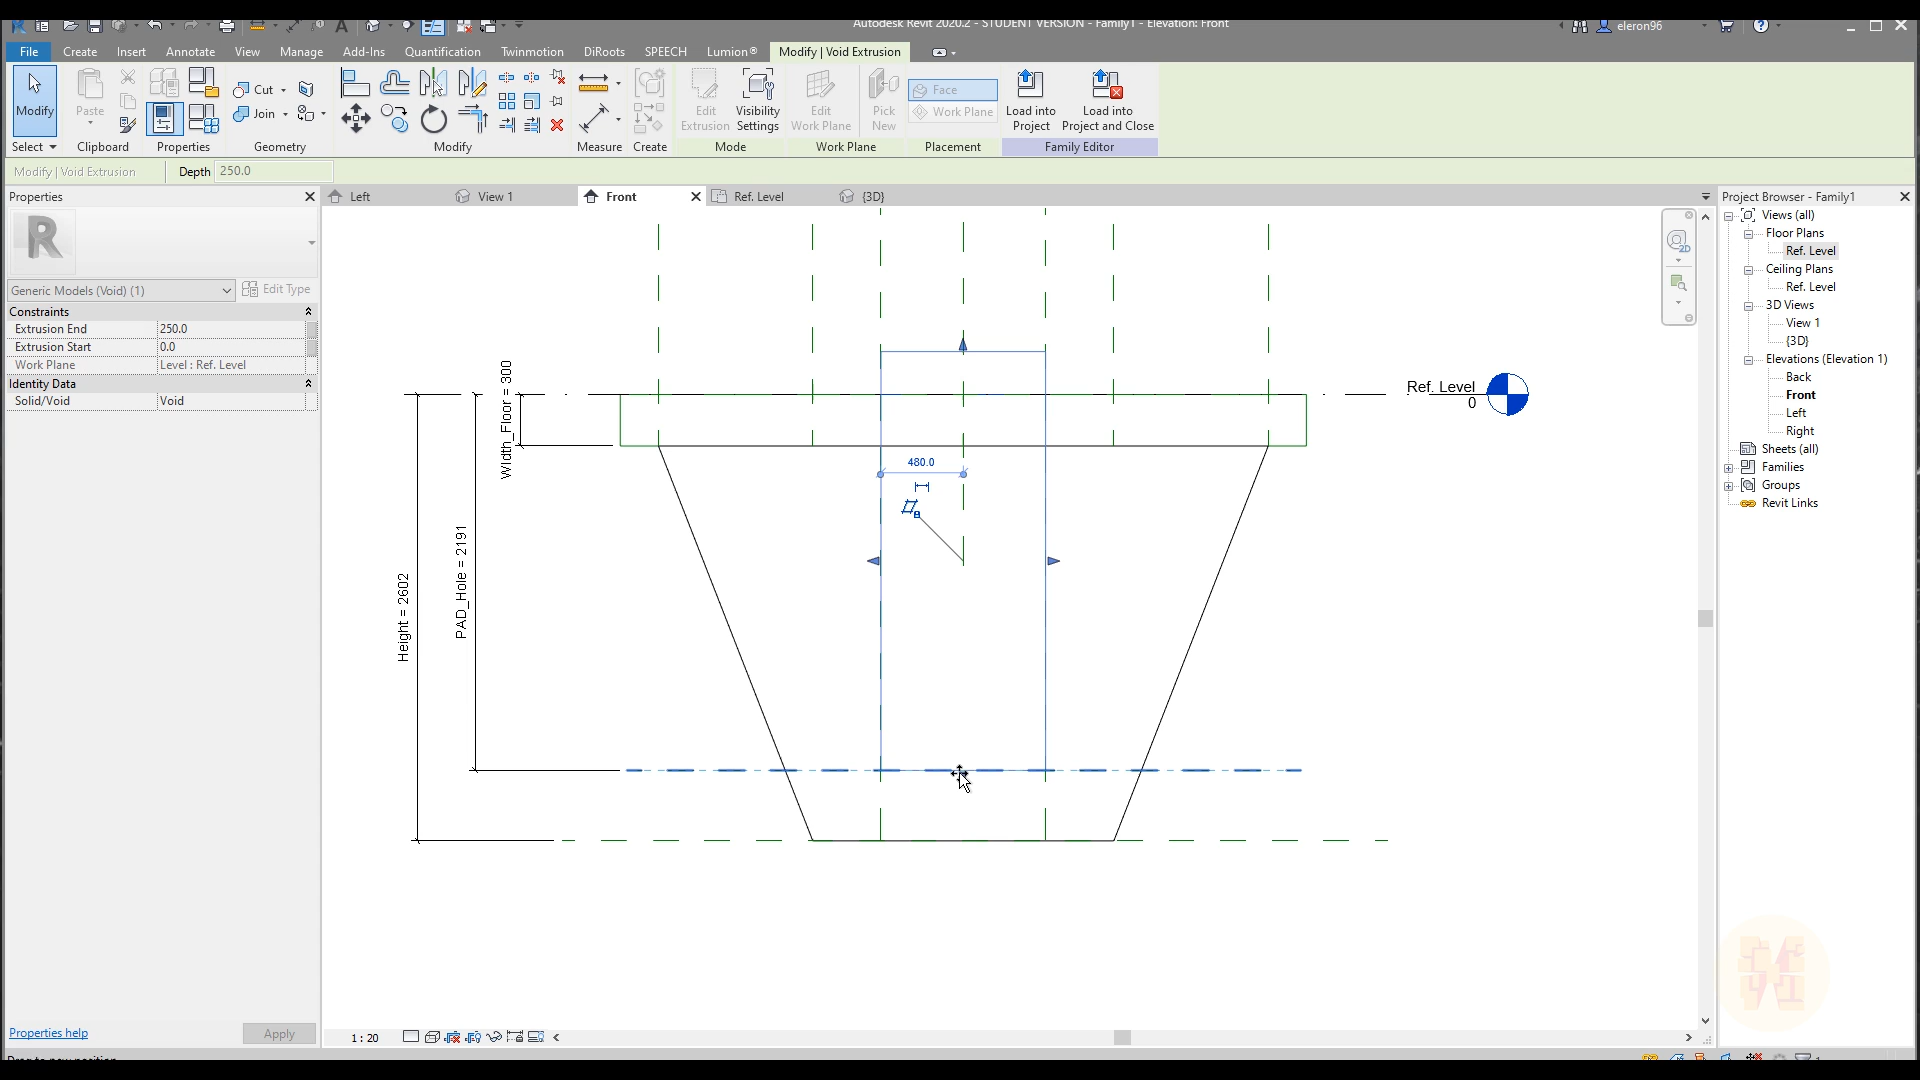 Autodesk Revit 2020.2 - STUDENT VERSION - Family1 - Elevation: Front
eleron96
File Create Insert Annotate View Manage Add-Ins Quantification Twinmotion DiRoots SPEECH Lumion® Modify | Void Extrusion
Modify
Paste
Cut
Join
Edit Extrusion
Visibility Settings
Edit Work Plane
Pick New
Face
Work Plane
Load into Project
Load into Project and Close
Select Clipboard Properties Geometry Modify Measure Create Mode Work Plane Placement Family Editor
Modify | Void Extrusion Depth 250.0
Properties
Left View 1 Front Ref. Level {3D}
R
Generic Models (Void) (1) Edit Type
Constraints
Extrusion End 250.0
Extrusion Start 0.0
Work Plane Level : Ref. Level
Identity Data
Solid/Void Void
Properties help Apply
WIdth_Floor = 300
PAD_Hole = 2191
Height = 2602
480.0
Ref. Level
0
2D
1 : 20
Project Browser - Family1
Views (all)
Floor Plans
Ref. Level
Ceiling Plans
Ref. Level
3D Views
View 1
{3D}
Elevations (Elevation 1)
Back
Front
Left
Right
Sheets (all)
Families
Groups
Revit Links